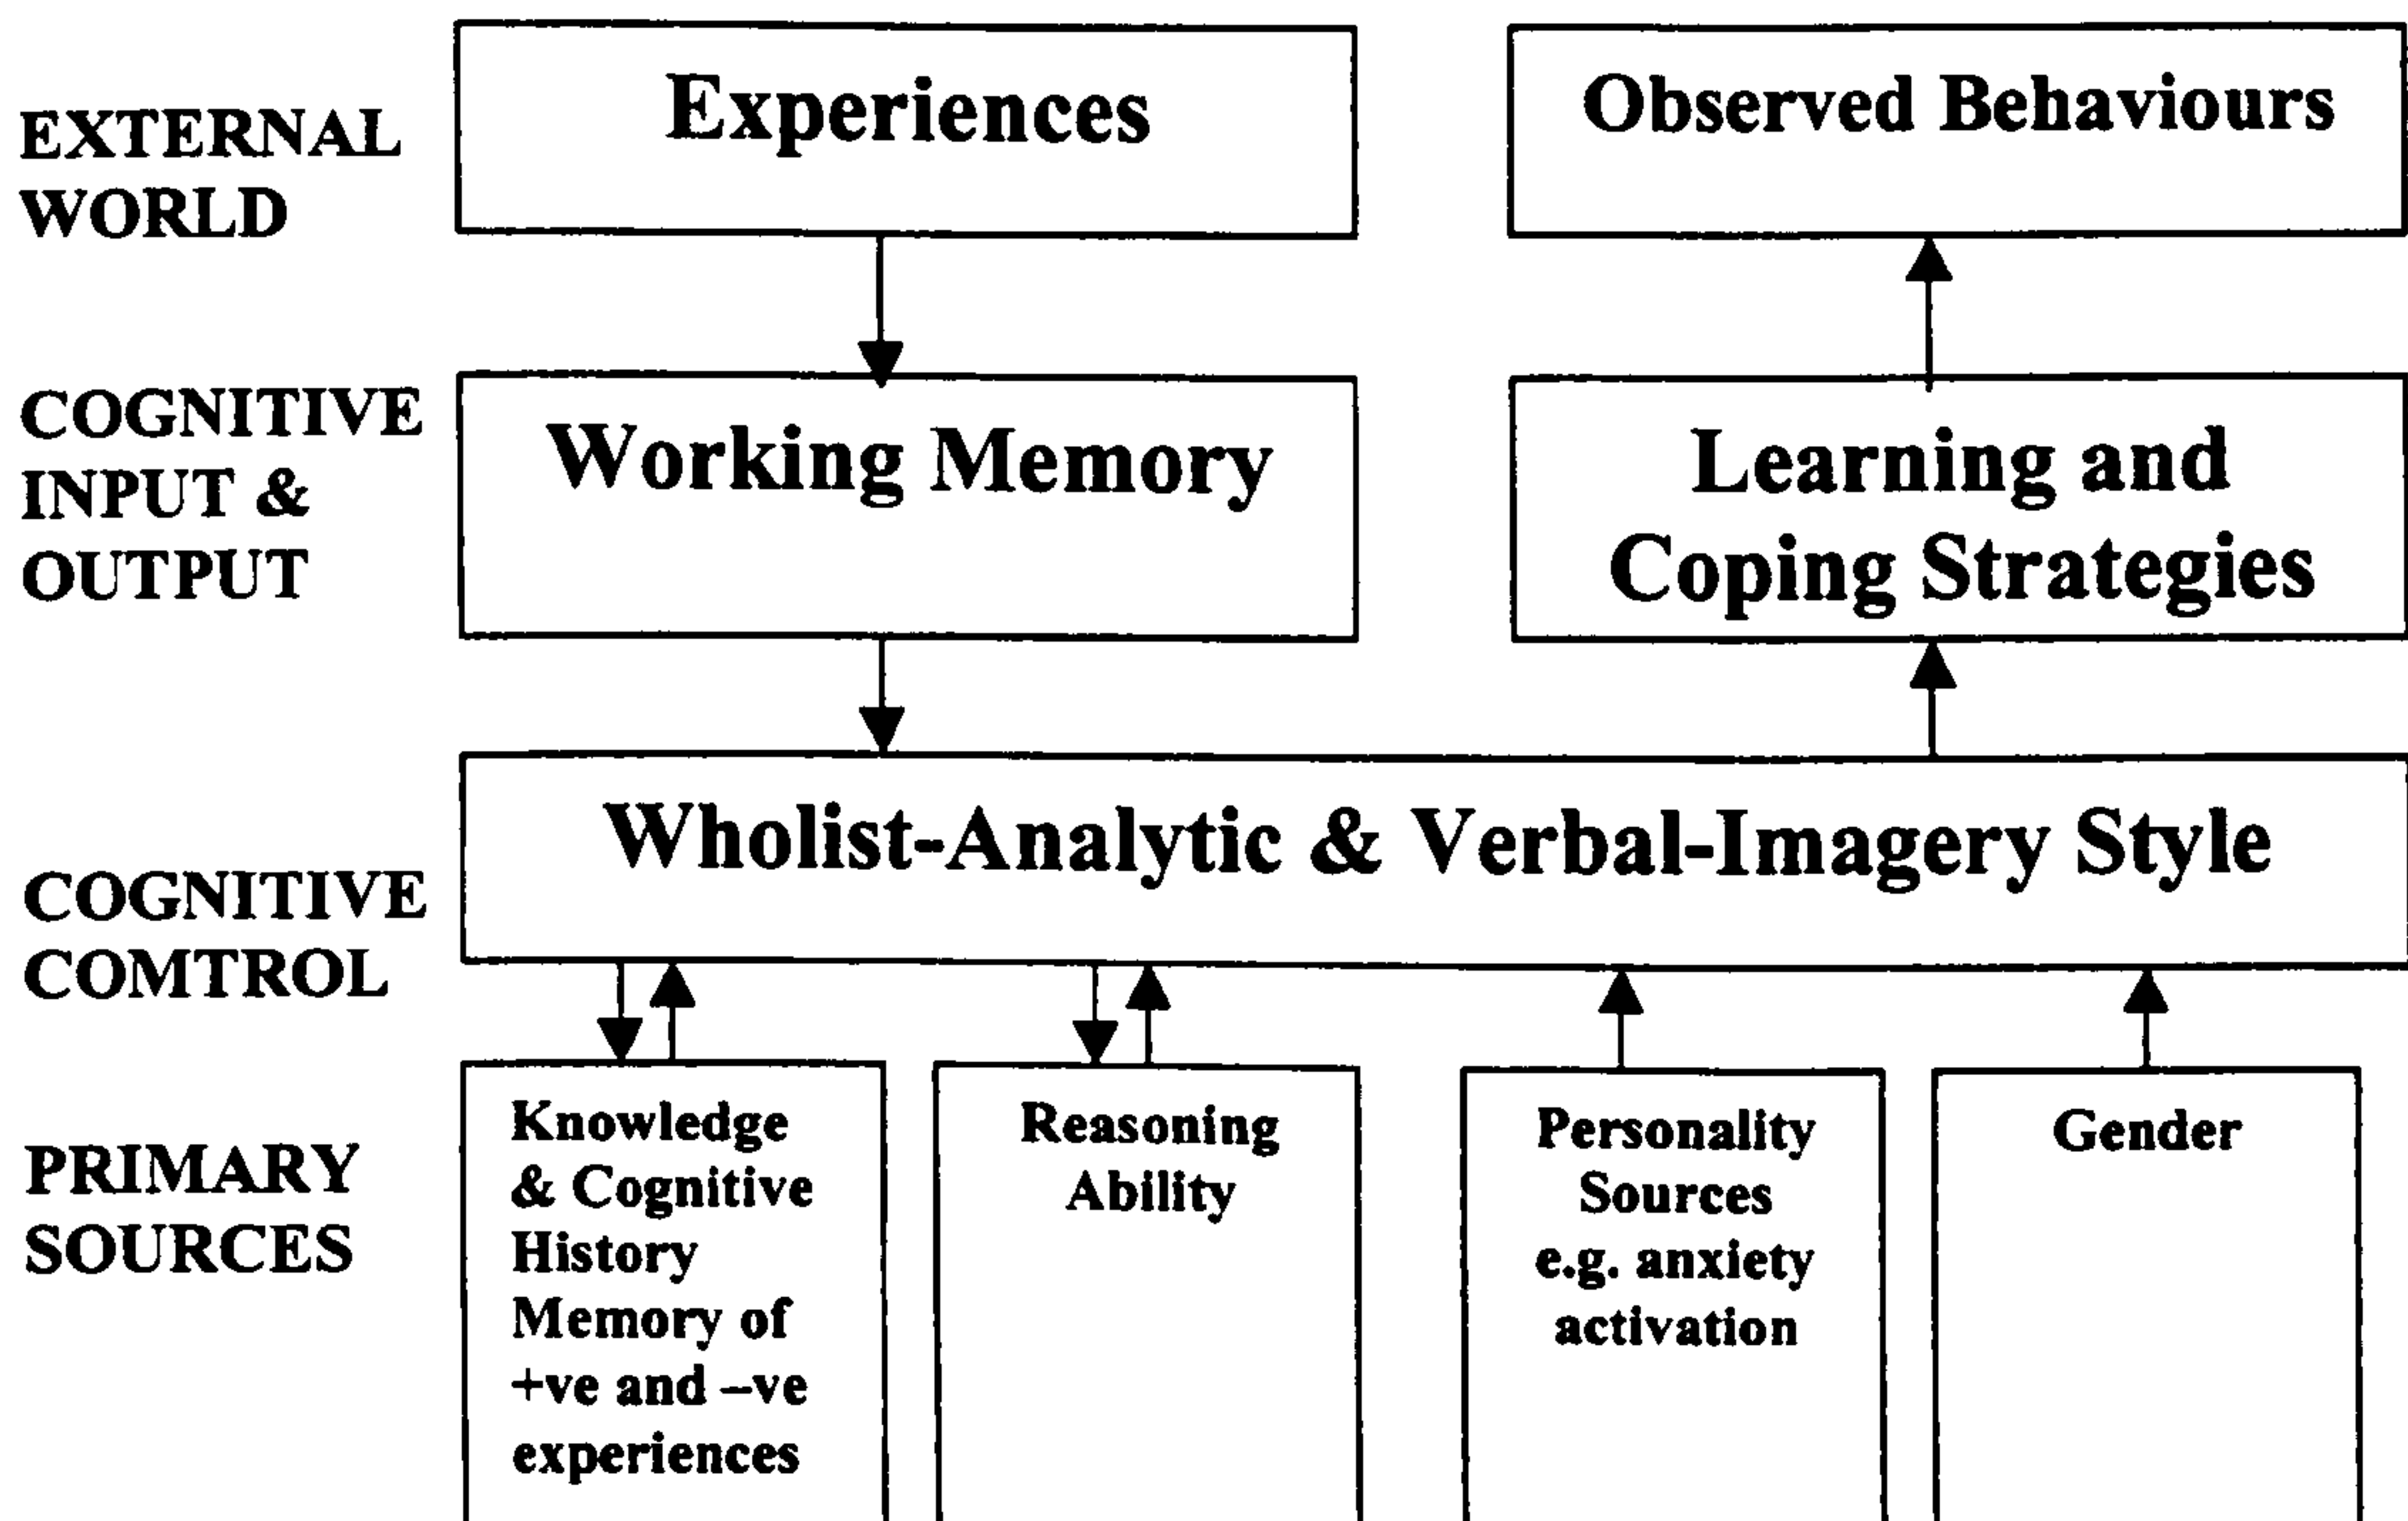 EXTERNAL
WORLD
Experiences
Observed Behaviours
COGNITIVE
INPUT &
OUTPUT
Working Memory
Learning and
Coping Strategies
COGNITIVE
COMTROL
Wholist-Analytic & Verbal-Imagery Style
PRIMARY
SOURCES
Knowledge
& Cognitive
History
Memory of
+ve and –ve
experiences
Reasoning
Ability
Personality
Sources
e.g. anxiety
activation
Gender